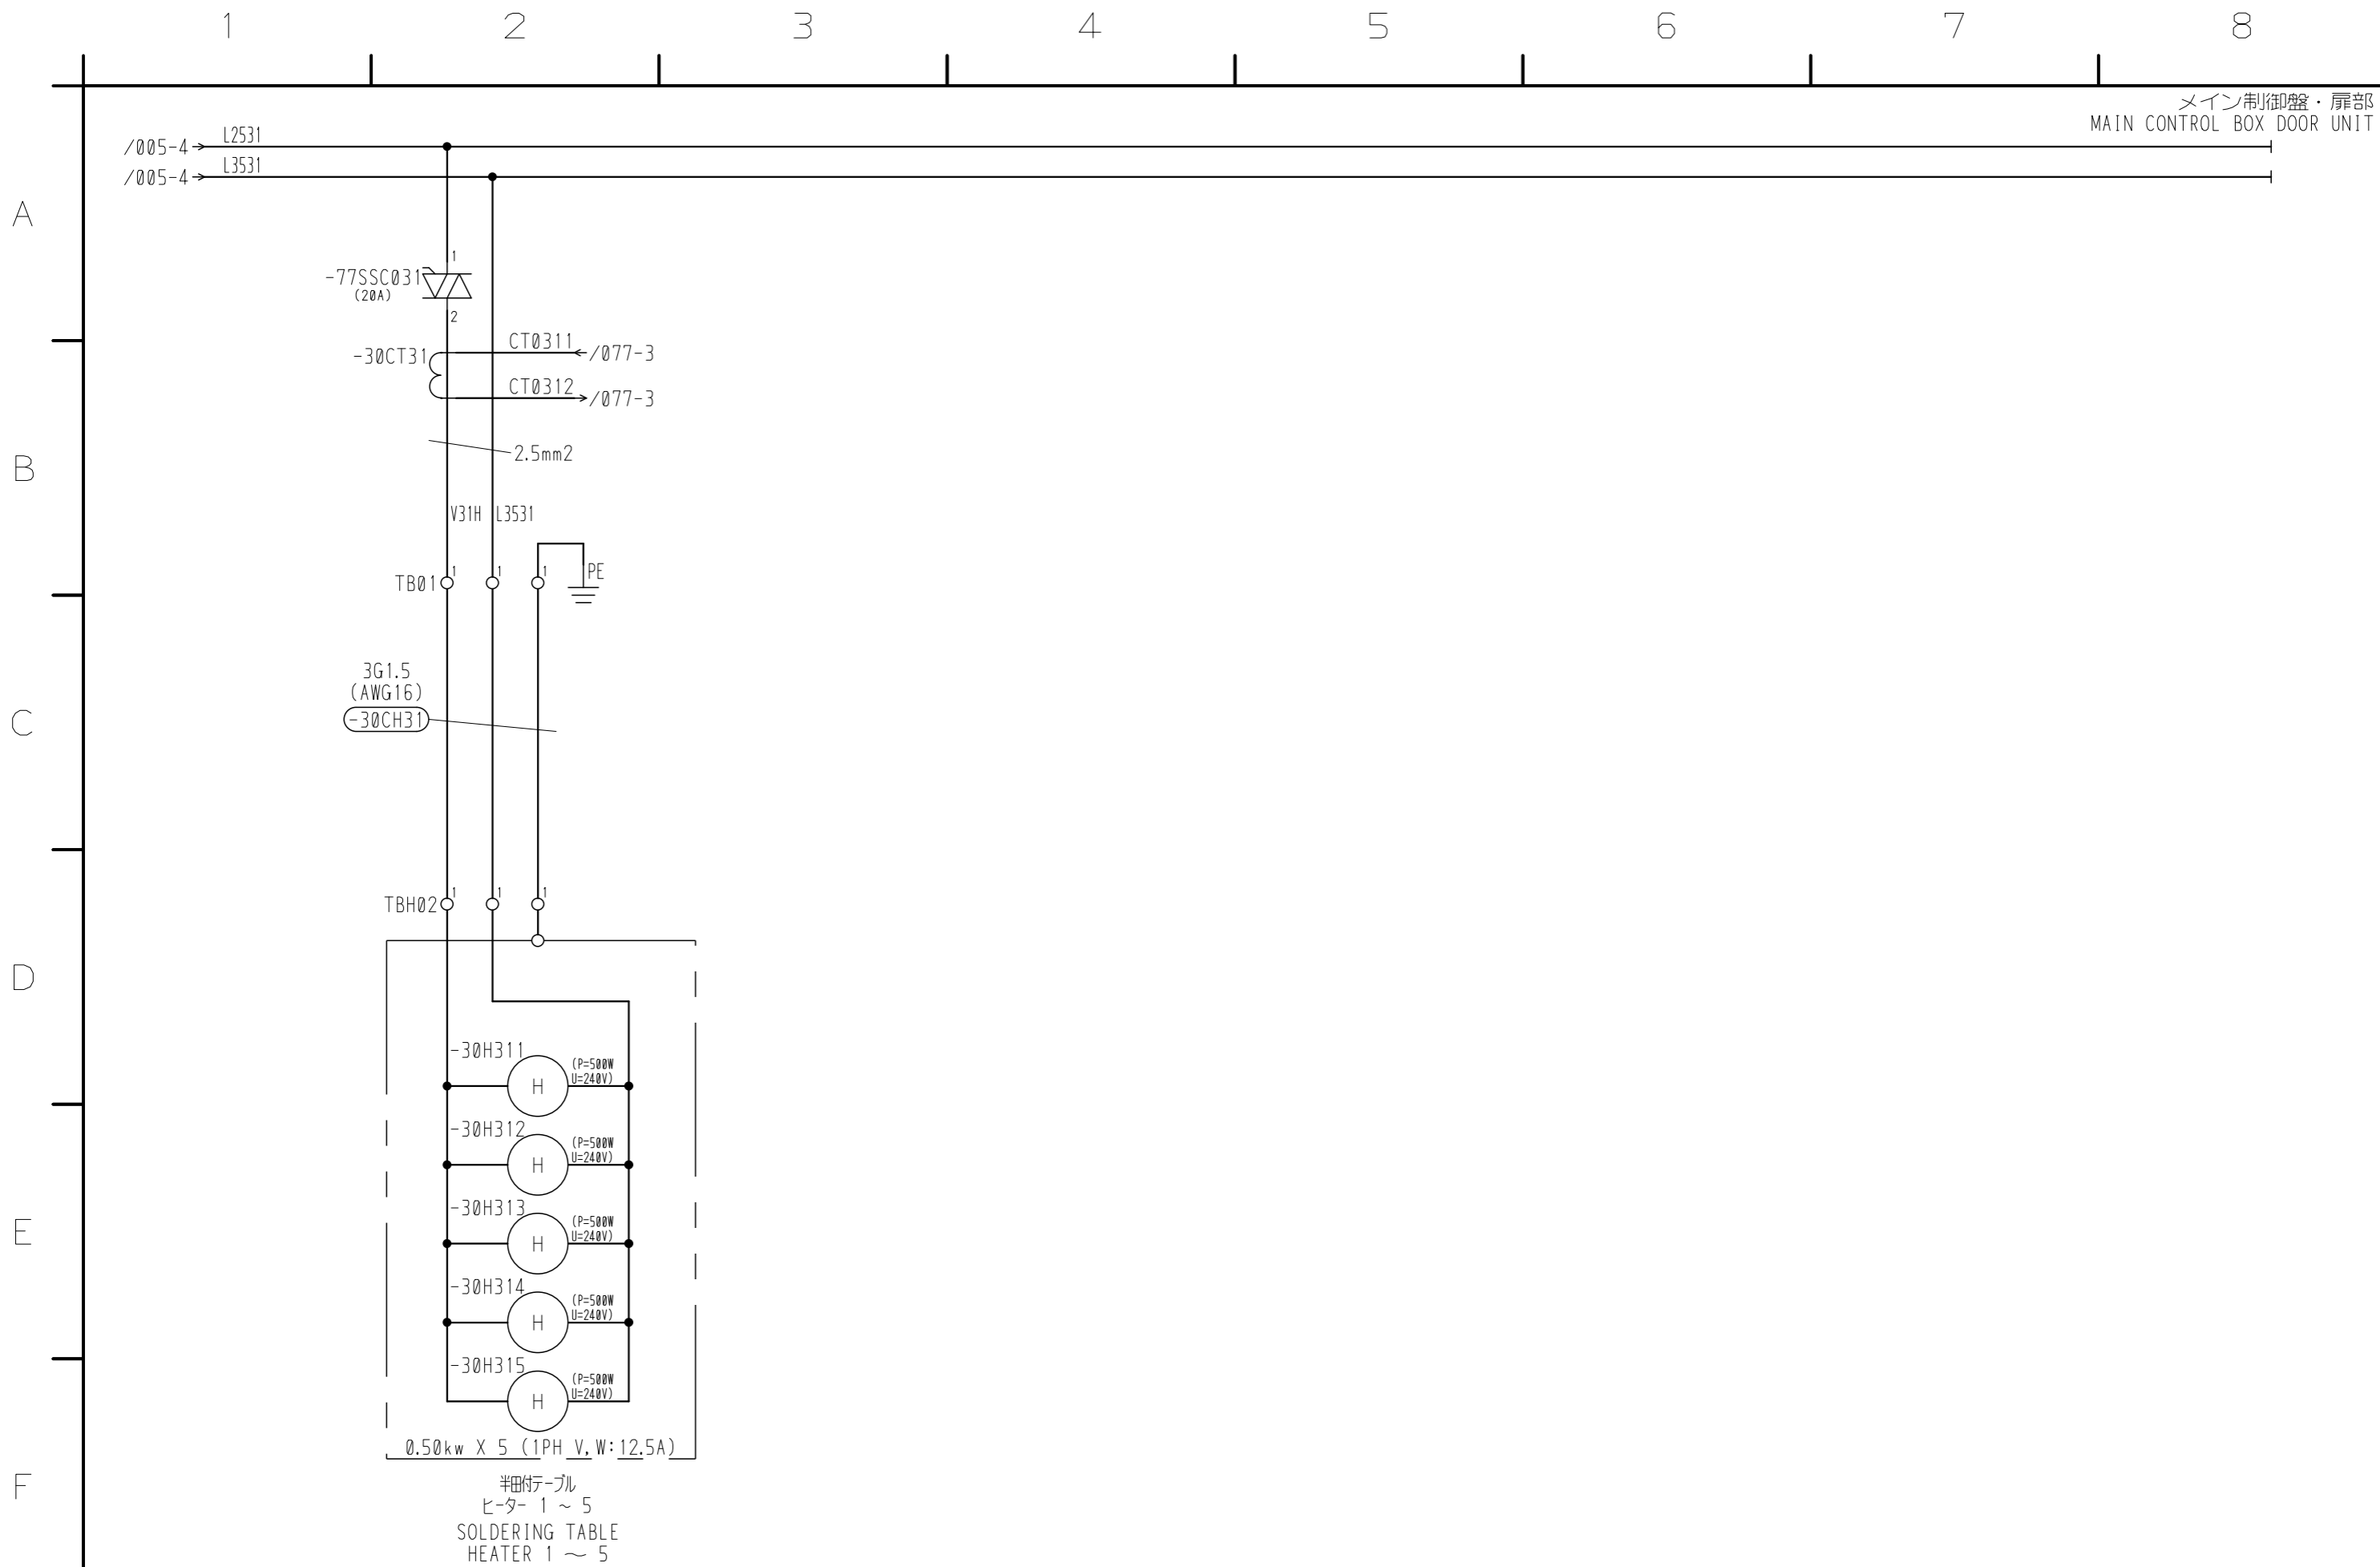 1 2 3 4 5 6 7 8
メイン制御盤・扉部
MAIN CONTROL BOX DOOR UNIT
/005-4 L2531
/005-4 L3531
A
1
-77SSC031
(20A)
2
CT0311 /077-3
-30CT31
CT0312 /077-3
B
2.5mm2
V31H L3531
PE
TB01 1 1 1
3G1.5
(AWG16)
-30CH31
C
TBH02 1 1 1
D
-30H311
(P=500W
U=240V)
H
-30H312
(P=500W
U=240V)
H
-30H313
(P=500W
U=240V)
E
H
-30H314
(P=500W
U=240V)
H
-30H315
(P=500W
U=240V)
H
0.50kw X 5 (1PH V,W:12.5A)
F
半田付テーブル
ヒーター 1 ~ 5
SOLDERING TABLE
HEATER 1 ~ 5